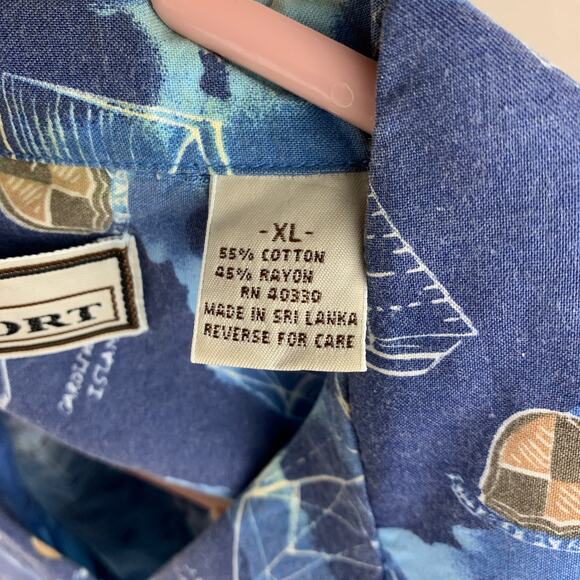 -XL-
55% COTTON
45% RAYON
RN 40330
MADE IN SRI LANKA
REVERSE FOR CARE
ORT